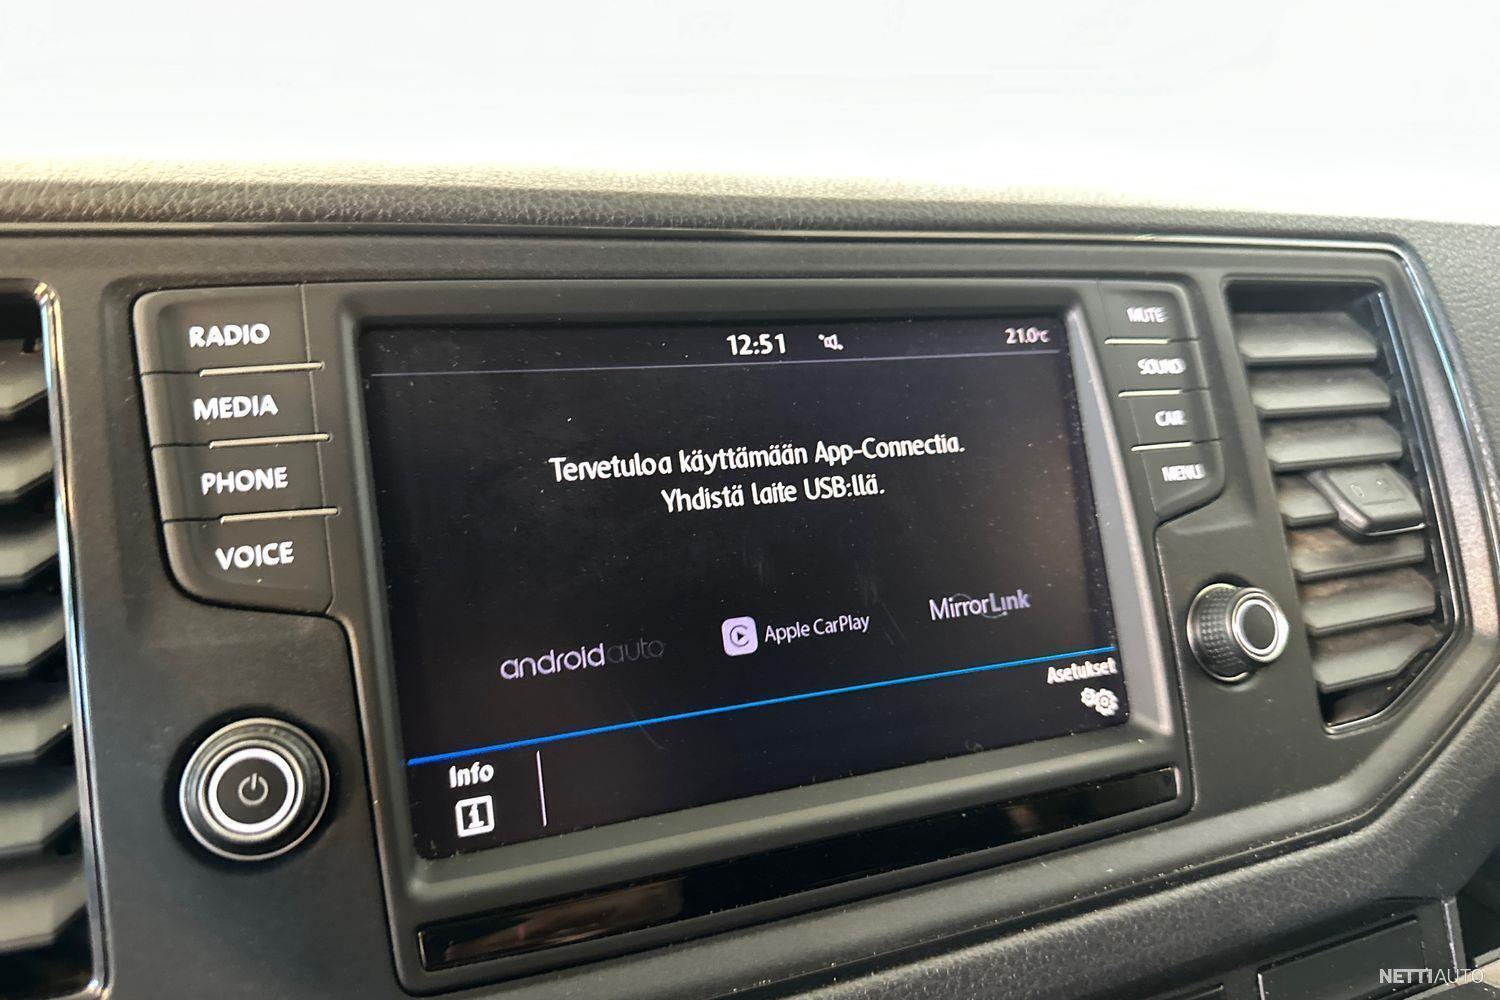 RADIO
MEDIA
PHONE
VOICE
12:51
21.0°C
Tervetuloa käyttämään App-Connectia.
Yhdistä laite USB:llä.
androidauto
Apple CarPlay
MirrorLink
Asetukset
Info
MUTE
SOUND
CAR
MENU
NETTIAUTO